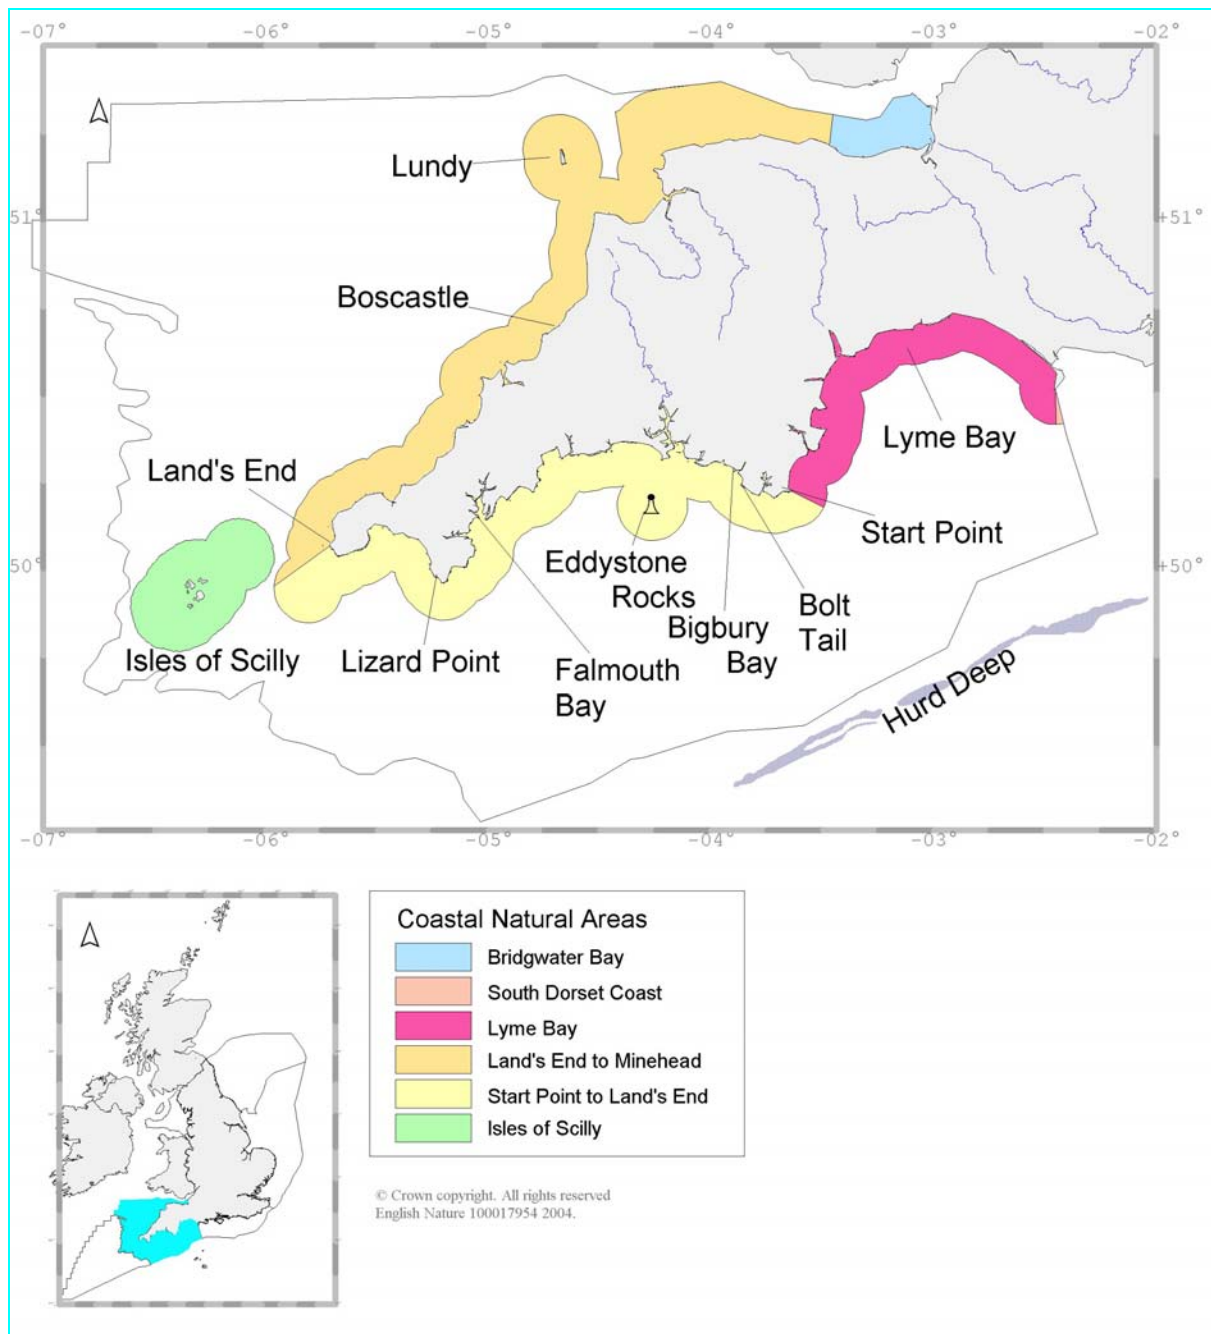 -07° -06° -05° -04° -03° -02°
Lundy
51° +51°
Boscastle
Lyme Bay
Land's End
Start Point
Eddystone
Rocks
50° +50°
Bolt
Tail
Bigbury
Bay
Isles of Scilly
Lizard Point
Falmouth
Bay
Hurd Deep
-07° -06° -05° -04° -03° -02°
Coastal Natural Areas
Bridgwater Bay
South Dorset Coast
Lyme Bay
Land's End to Minehead
Start Point to Land's End
Isles of Scilly
© Crown copyright. All rights reserved
English Nature 100017954 2004.